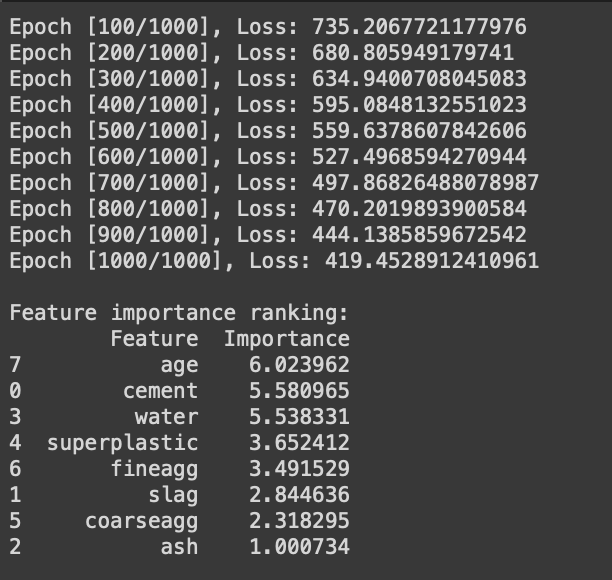 Epoch [100/1000], Loss: 735.2067721177976
Epoch [200/1000], Loss: 680.805949179741
Epoch [300/1000], Loss: 634.9400708045083
Epoch [400/1000], Loss: 595.0848132551023
Epoch [500/1000], Loss: 559.6378607842606
Epoch [600/1000], Loss: 527.4968594270944
Epoch [700/1000], Loss: 497.86826488078987
Epoch [800/1000], Loss: 470.2019893900584
Epoch [900/1000], Loss: 444.1385859672542
Epoch [1000/1000], Loss: 419.4528912410961
Feature importance ranking:
Feature Importance
7 age 6.023962
0 cement 5.580965
3 water 5.538331
4 superplastic 3.652412
6 fineagg 3.491529
1 slag 2.844636
5 coarseagg 2.318295
2 ash 1.000734